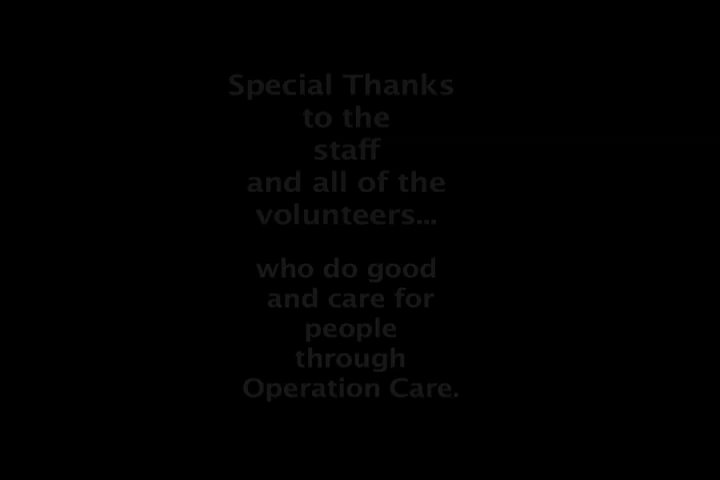 Special Thanks
to the
staff
and all of the
volunteers...
who do good
and care for
people
through
Operation Care.